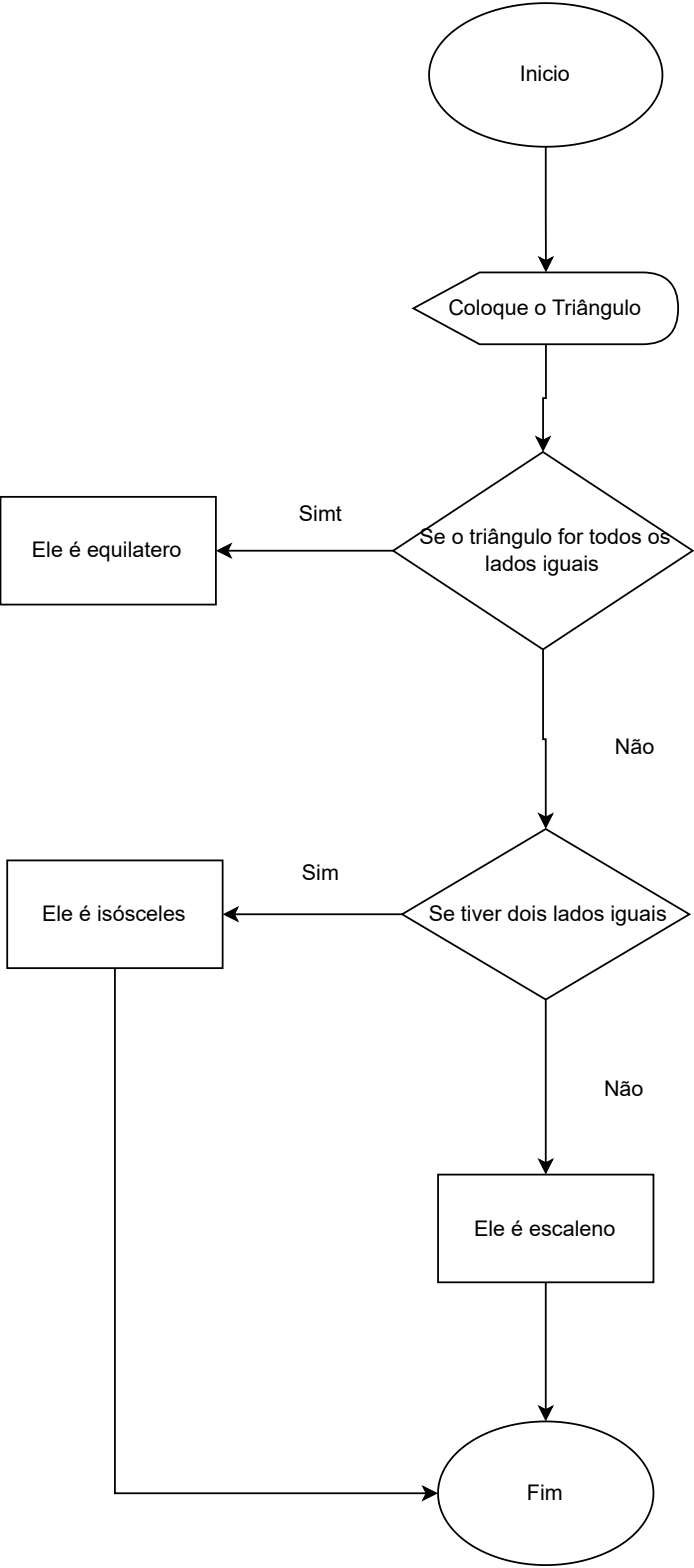 Inicio
Coloque o Triângulo
Simt
Se o triângulo for todos os
lados iguais
Ele é equilatero
Não
Sim
Se tiver dois lados iguais
Ele é isósceles
Não
Ele é escaleno
Fim